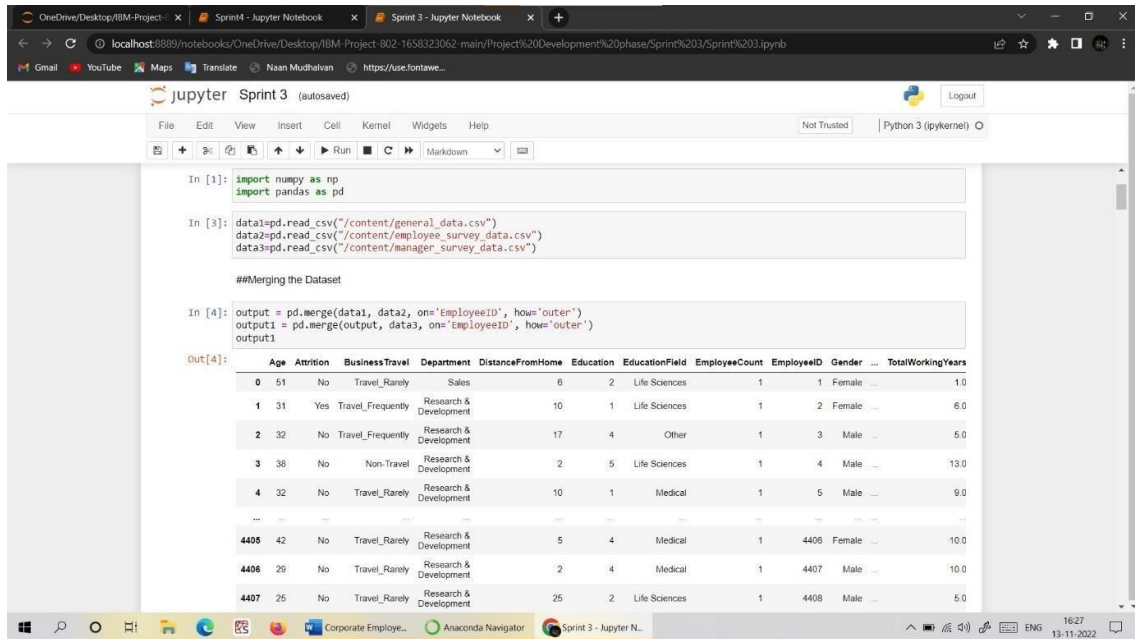 OneDrive/Desktop/IBM-Project- Sprint4 - Jupyter Notebook Sprint 3 - Jupyter Notebook
localhost:8889/notebooks/OneDrive/Desktop/IBM-Project-802-1658323062-main/Project%20Development%20phase/Sprint%203/Sprint%203.ipynb
Gmail YouTube Maps Translate Naan Mudhalvan https://use.fontawe...
jupyter Sprint 3 (autosaved) Logout
File Edit View Insert Cell Kernel Widgets Help Not Trusted Python 3 (ipykernel)
Run Markdown
In [1]: import numpy as np
import pandas as pd
In [3]: data1=pd.read_csv("/content/general_data.csv")
data2=pd.read_csv("/content/employee_survey_data.csv")
data3=pd.read_csv("/content/manager_survey_data.csv")
##Merging the Dataset
In [4]: output = pd.merge(data1, data2, on='EmployeeID', how='outer')
output1 = pd.merge(output, data3, on='EmployeeID', how='outer')
output1
Out[4]:
Age Attrition BusinessTravel Department DistanceFromHome Education EducationField EmployeeCount EmployeeID Gender ... TotalWorkingYears
0 51 No Travel_Rarely Sales 6 2 Life Sciences 1 1 Female ... 1.0
1 31 Yes Travel_Frequently Research & Development 10 1 Life Sciences 1 2 Female ... 6.0
2 32 No Travel_Frequently Research & Development 17 4 Other 1 3 Male ... 5.0
3 38 No Non-Travel Research & Development 2 5 Life Sciences 1 4 Male ... 13.0
4 32 No Travel_Rarely Research & Development 10 1 Medical 1 5 Male ... 9.0
... ... ... ... ... ... ... ... ... ... ... ... ...
4405 42 No Travel_Rarely Research & Development 5 4 Medical 1 4406 Female ... 10.0
4406 29 No Travel_Rarely Research & Development 2 4 Medical 1 4407 Male ... 10.0
4407 25 No Travel_Rarely Research & Development 25 2 Life Sciences 1 4408 Male ... 5.0
Corporate Employe... Anaconda Navigator Sprint 3 - Jupyter N... ENG 16:27
13-11-2022